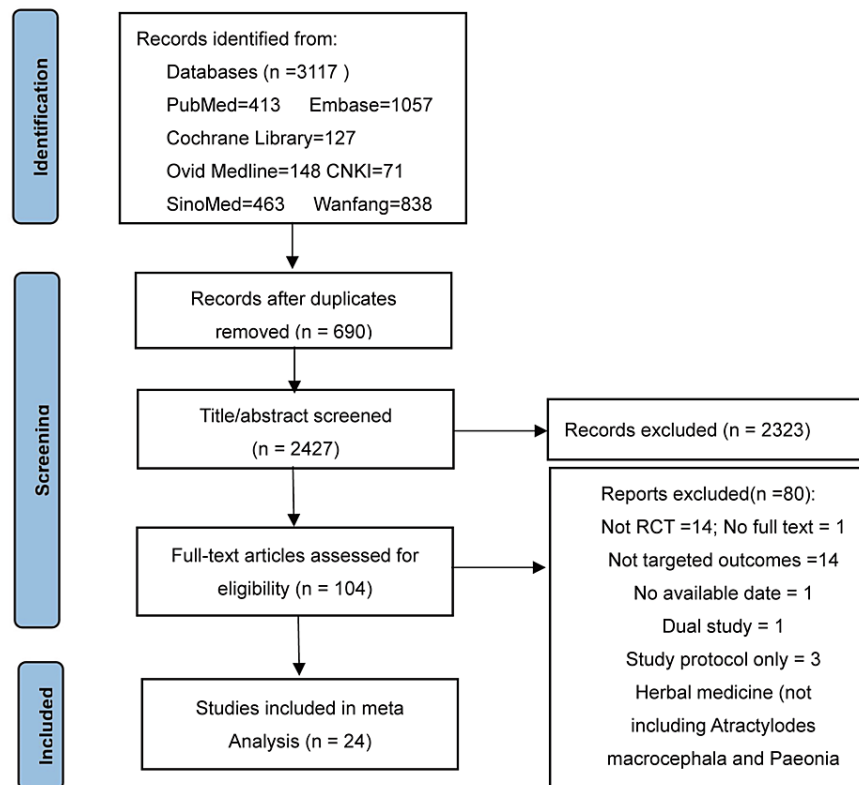 Identification
Records identified from:
Databases (n =3117 )
PubMed=413 Embase=1057
Cochrane Library=127
Ovid Medline=148 CNKI=71
SinoMed=463 Wanfang=838
Screening
Records after duplicates
removed (n = 690)
Title/abstract screened
(n = 2427)
Records excluded (n = 2323)
Full-text articles assessed for
eligibility (n = 104)
Reports excluded(n =80):
Not RCT =14; No full text = 1
Not targeted outcomes =14
No available date = 1
Dual study = 1
Study protocol only = 3
Herbal medicine (not
including Atractylodes
macrocephala and Paeonia
Included
Studies included in meta
Analysis (n = 24)